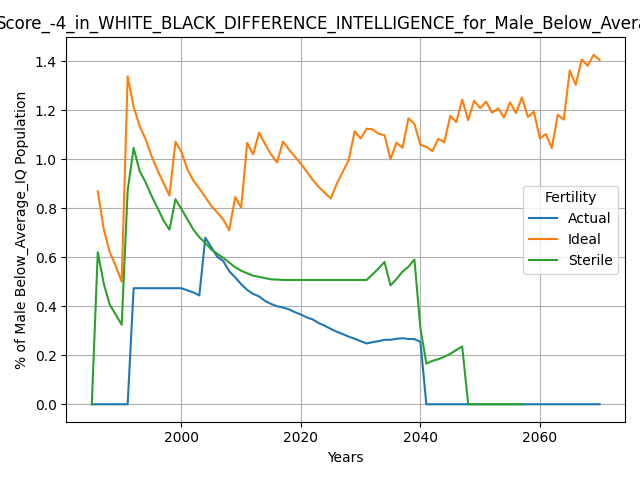 Score_-4_in_WHITE_BLACK_DIFFERENCE_INTELLIGENCE_for_Male_Below_Avera
% of Male Below_Average_IQ Population
1.4
1.2
1.0
0.8
0.6
0.4
0.2
0.0
Fertility
Actual
Ideal
Sterile
2000
2020
2040
2060
Years